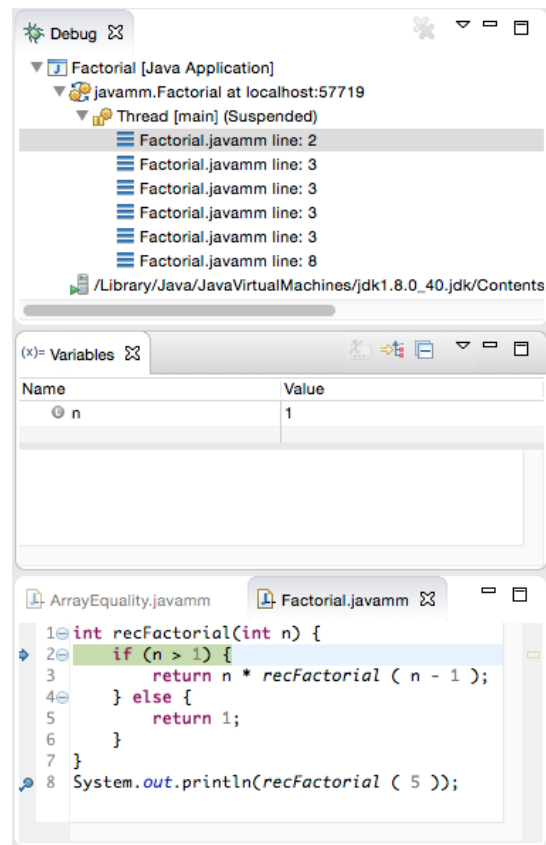 Debug
Factorial [Java Application]
javamm.Factorial at localhost:57719
Thread [main] (Suspended)
Factorial.javamm line: 2
Factorial.javamm line: 3
Factorial.javamm line: 3
Factorial.javamm line: 3
Factorial.javamm line: 3
Factorial.javamm line: 8
/Library/Java/JavaVirtualMachines/jdk1.8.0_40.jdk/Contents
(x)= Variables
Name Value
n 1
ArrayEquality.javamm Factorial.javamm
1 int recFactorial(int n) {
2 if (n > 1) {
3 return n * recFactorial ( n - 1 );
4 } else {
5 return 1;
6 }
7 }
8 System.out.println(recFactorial ( 5 ));